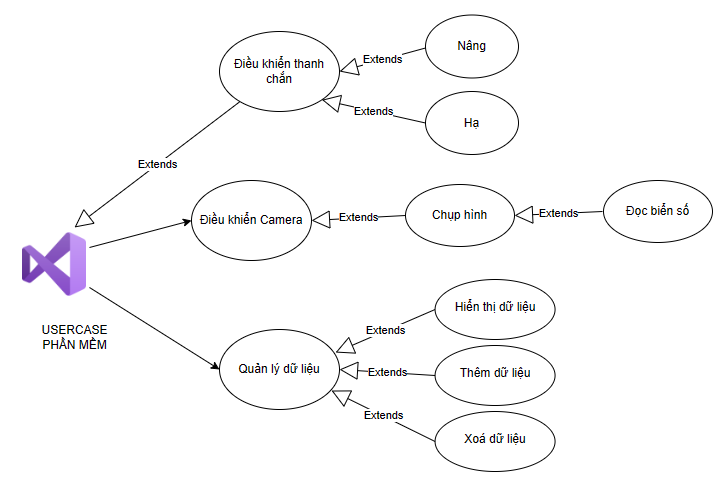 Điều khiển thanh
chắn
Extends
Nâng
Extends
Hạ
Extends
Điều khiển Camera
Extends
Chụp hình
Extends
Đọc biển số
USERCASE
PHẦN MỀM
Quản lý dữ liệu
Extends
Hiển thị dữ liệu
Extends
Thêm dữ liệu
Extends
Xoá dữ liệu